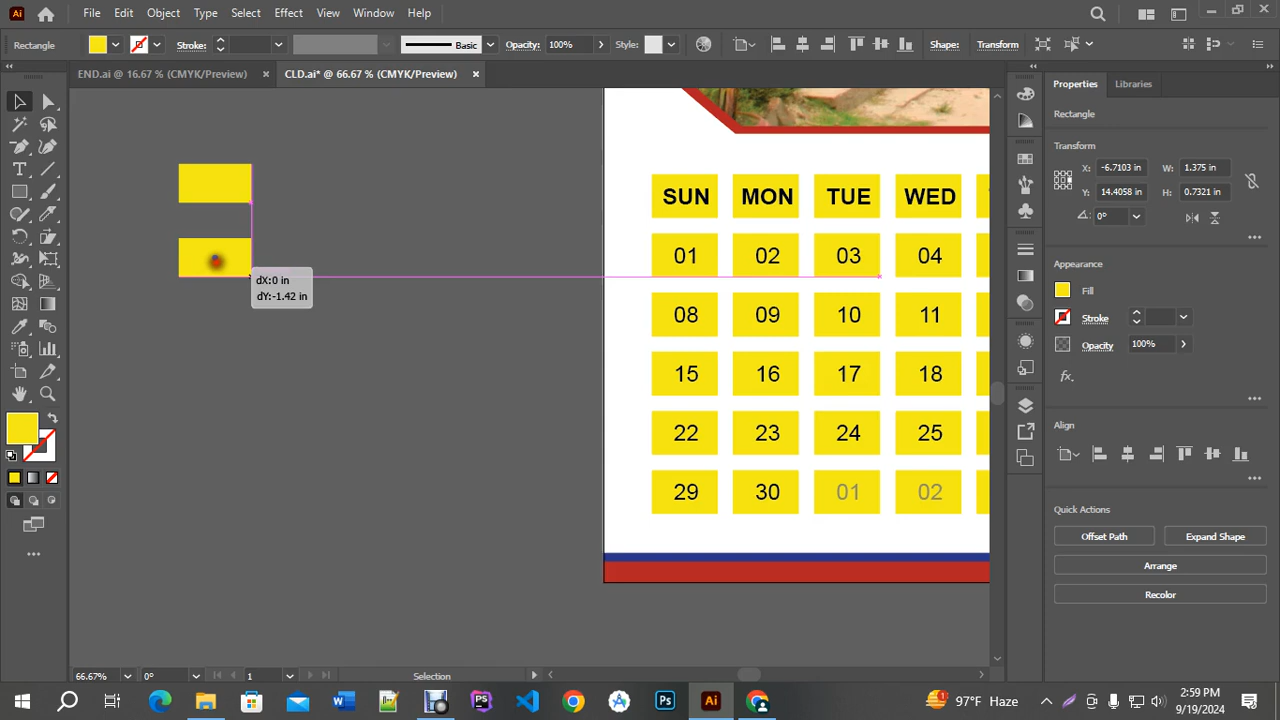 File Edit Object Type Select Effect View Window Help
Rectangle Stroke: Basic Opacity: 100% Style: Shape: Transform
END.ai @ 16.67 % (CMYK/Preview) × CLD.ai* @ 66.67 % (CMYK/Preview) ×
Properties Libraries
Rectangle
Transform
X: -6.7103 in W: 1.375 in
Y: 14.4058 in H: 0.7321 in
0°
Appearance
Fill
Stroke
Opacity 100%
fx.
Align
Quick Actions
Offset Path Expand Shape
Arrange
Recolor
SUN MON TUE WED
01 02 03 04
08 09 10 11
15 16 17 18
22 23 24 25
29 30 01 02
dX:0 in
dY:-1.42 in
66.67% 0° 1 Selection
97°F Haze
2:59 PM
9/19/2024